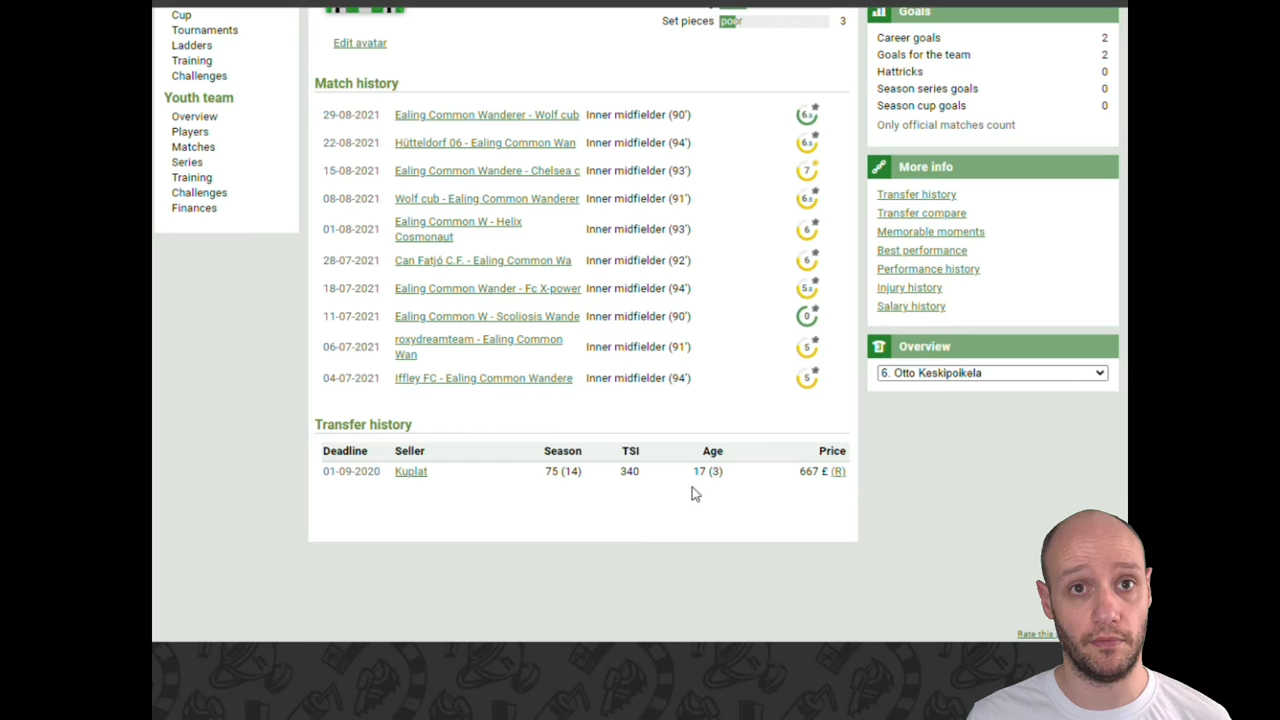 Cup
Tournaments
Ladders
Training
Challenges
Youth team
Overview
Players
Matches
Series
Training
Challenges
Finances
Set pieces poor 3
Edit avatar
Match history
29-08-2021 Ealing Common Wanderer - Wolf cub Inner midfielder (90')
22-08-2021 Hütteldorf 06 - Ealing Common Wan Inner midfielder (94')
15-08-2021 Ealing Common Wandere - Chelsea c Inner midfielder (93') 7
08-08-2021 Wolf cub - Ealing Common Wanderer Inner midfielder (91')
01-08-2021 Ealing Common W - Helix
Cosmonaut Inner midfielder (93') 6
28-07-2021 Can Fatjó C.F. - Ealing Common Wa Inner midfielder (92') 6
18-07-2021 Ealing Common Wander - Fc X-power Inner midfielder (94')
11-07-2021 Ealing Common W - Scoliosis Wande Inner midfielder (90') 0
06-07-2021 roxydreamteam - Ealing Common
Wan Inner midfielder (91') 5
04-07-2021 Iffley FC - Ealing Common Wandere Inner midfielder (94') 5
Transfer history
Deadline Seller Season TSI Age Price
01-09-2020 Kuplat 75 (14) 340 17 (3) 667 £ (R)
Goals
Career goals 2
Goals for the team 2
Hattricks 0
Season series goals 0
Season cup goals 0
Only official matches count
More info
Transfer history
Transfer compare
Memorable moments
Best performance
Performance history
Injury history
Salary history
Overview
6. Otto Keskipoikela
Rate this